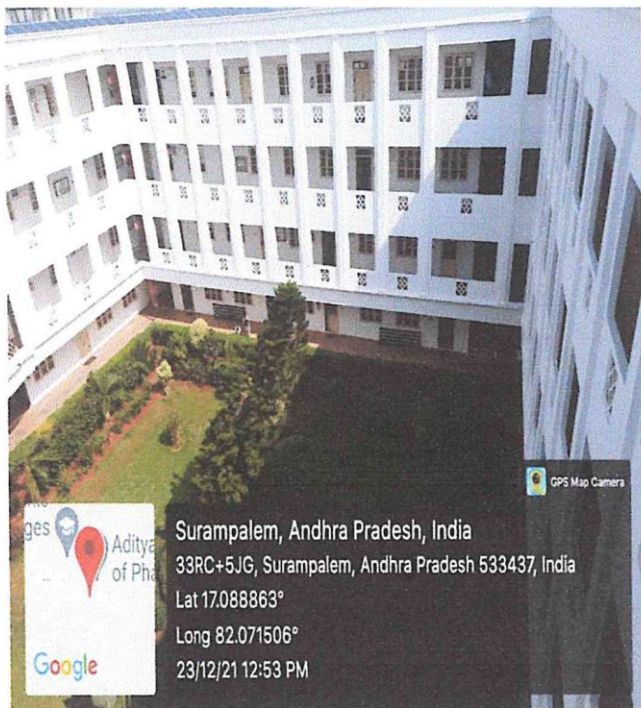 GPS Map Camera
ges
Aditya
of Pha
Google
Surampalem, Andhra Pradesh, India
33RC+5JG, Surampalem, Andhra Pradesh 533437, India
Lat 17.088863°
Long 82.071506°
23/12/21 12:53 PM